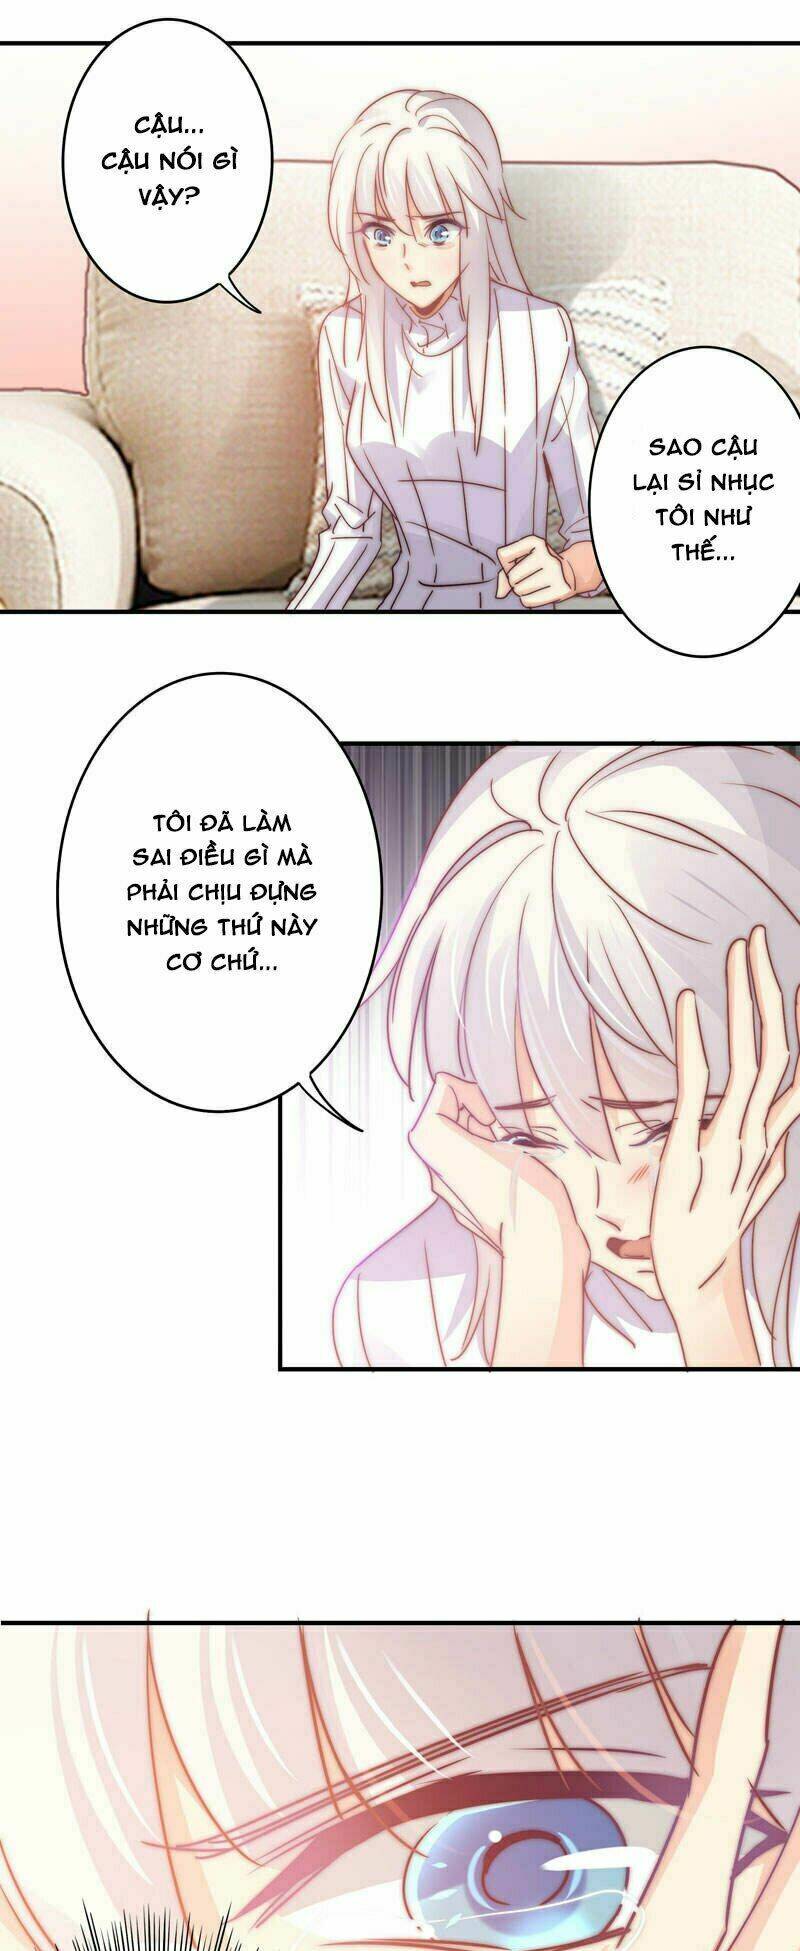 CẬU...
CẬU NÓI GÌ
VẬY?
SAO CẬU
LẠI SỈ NHỤC
TÔI NHƯ
THẾ...
TÔI ĐÃ LÀM
SAI ĐIỀU GÌ MÀ
PHẢI CHỊU ĐỰNG
NHỮNG THỨ NÀY
CƠ CHỨ...